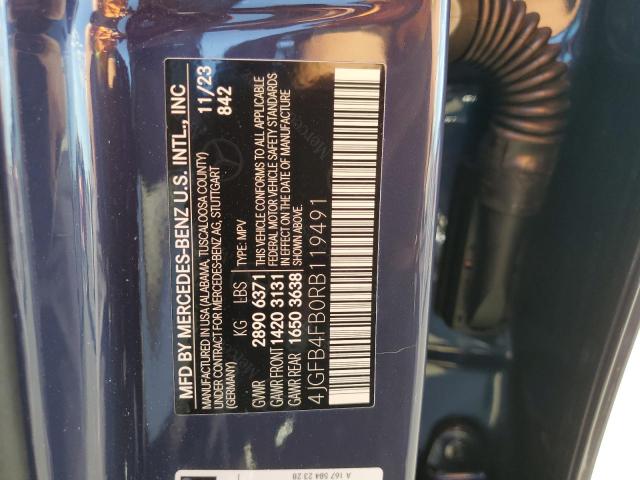 MFD BY MERCEDES-BENZ U.S. INTL., INC
MANUFACTURED IN USA (ALABAMA, TUSCALOOSA COUNTY)
UNDER CONTRACT FOR MERCEDES-BENZ AG, STUTTGART
(GERMANY)
11/23
842
KG LBS
TYPE: MPV
GVWR 2890 6371
GAWR FRONT 1420 3131
GAWR REAR 1650 3638
THIS VEHICLE CONFORMS TO ALL APPLICABLE
FEDERAL MOTOR VEHICLE SAFETY STANDARDS
IN EFFECT ON THE DATE OF MANUFACTURE
SHOWN ABOVE.
4JGFB4FB0RB119491
A 167 584 23 28